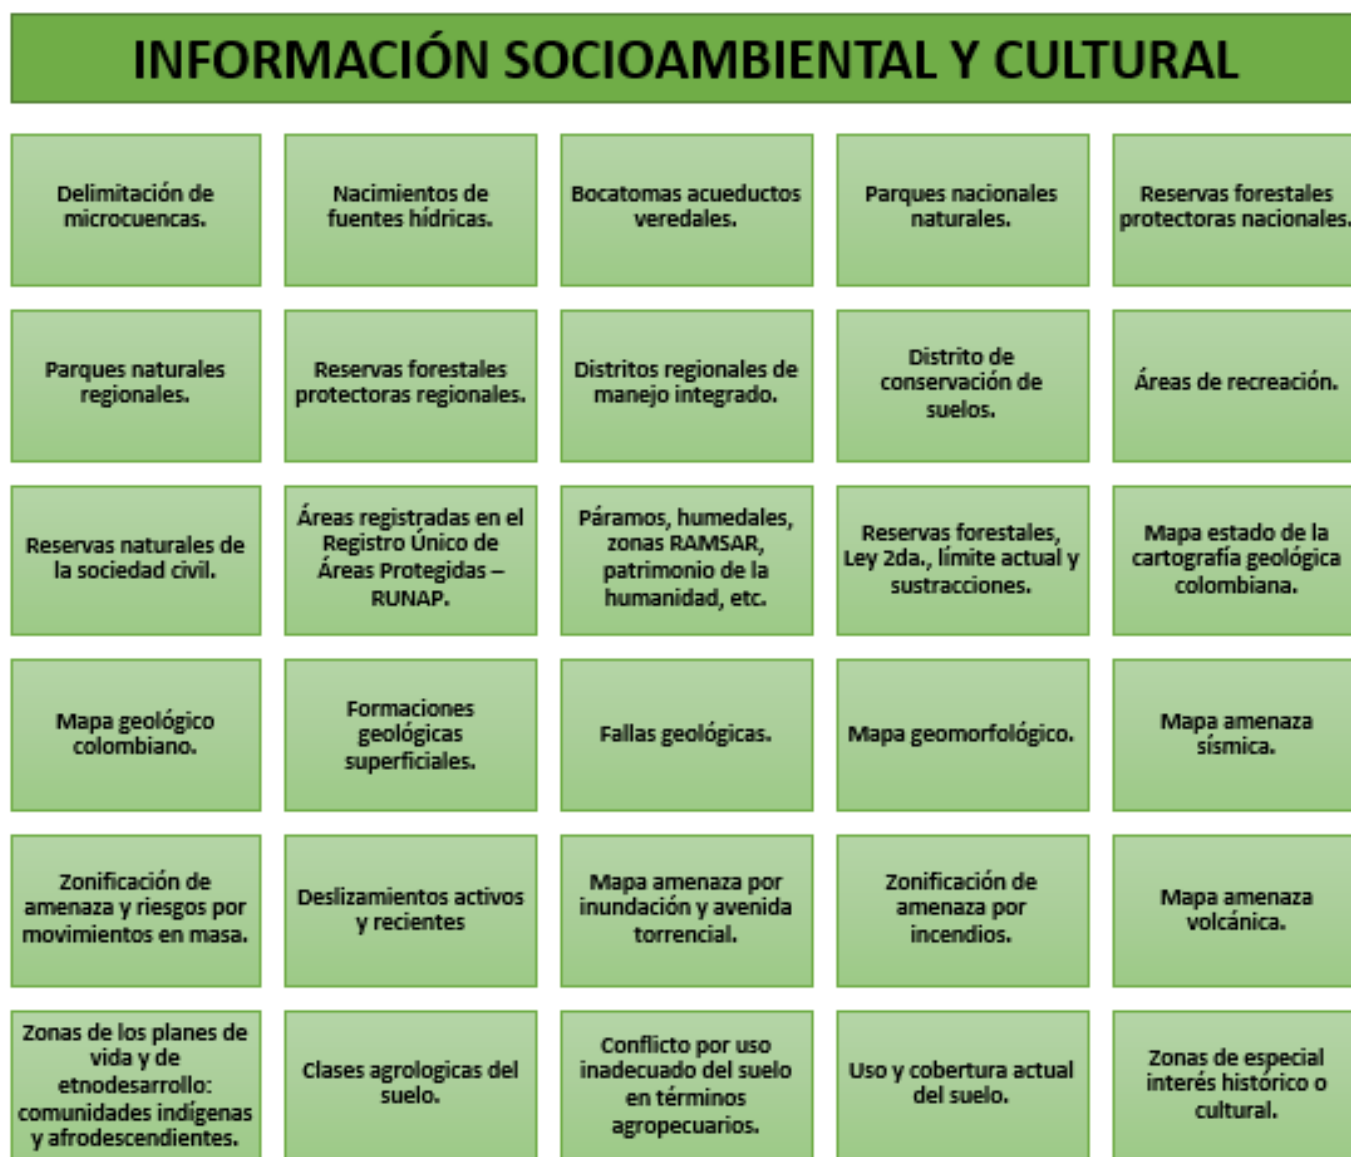 INFORMACIÓN SOCIOAMBIENTAL Y CULTURAL
Delimitación de
microcuencas.
Nacimientos de
fuentes hídricas.
Bocatomas acueductos
veredales.
Parques nacionales
naturales.
Reservas forestales
protectoras nacionales.
Parques naturales
regionales.
Reservas forestales
protectoras regionales.
Distritos regionales de
manejo integrado.
Distrito de
conservación de
suelos.
Áreas de recreación.
Reservas naturales de
la sociedad civil.
Áreas registradas en el
Registro Único de
Áreas Protegidas –
RUNAP.
Páramos, humedales,
zonas RAMSAR,
patrimonio de la
humanidad, etc.
Reservas forestales,
Ley 2da., límite actual y
sustracciones.
Mapa estado de la
cartografía geológica
colombiana.
Mapa geológico
colombiano.
Formaciones
geológicas
superficiales.
Fallas geológicas.
Mapa geomorfológico.
Mapa amenaza
sísmica.
Zonificación de
amenaza y riesgos por
movimientos en masa.
Deslizamientos activos
y recientes
Mapa amenaza por
inundación y avenida
torrencial.
Zonificación de
amenaza por
incendios.
Mapa amenaza
volcánica.
Zonas de los planes de
vida y de
etnodesarrollo:
comunidades indígenas
y afrodescendientes.
Clases agrologicas del
suelo.
Conflicto por uso
inadecuado del suelo
en términos
agropecuarios.
Uso y cobertura actual
del suelo.
Zonas de especial
interés histórico o
cultural.